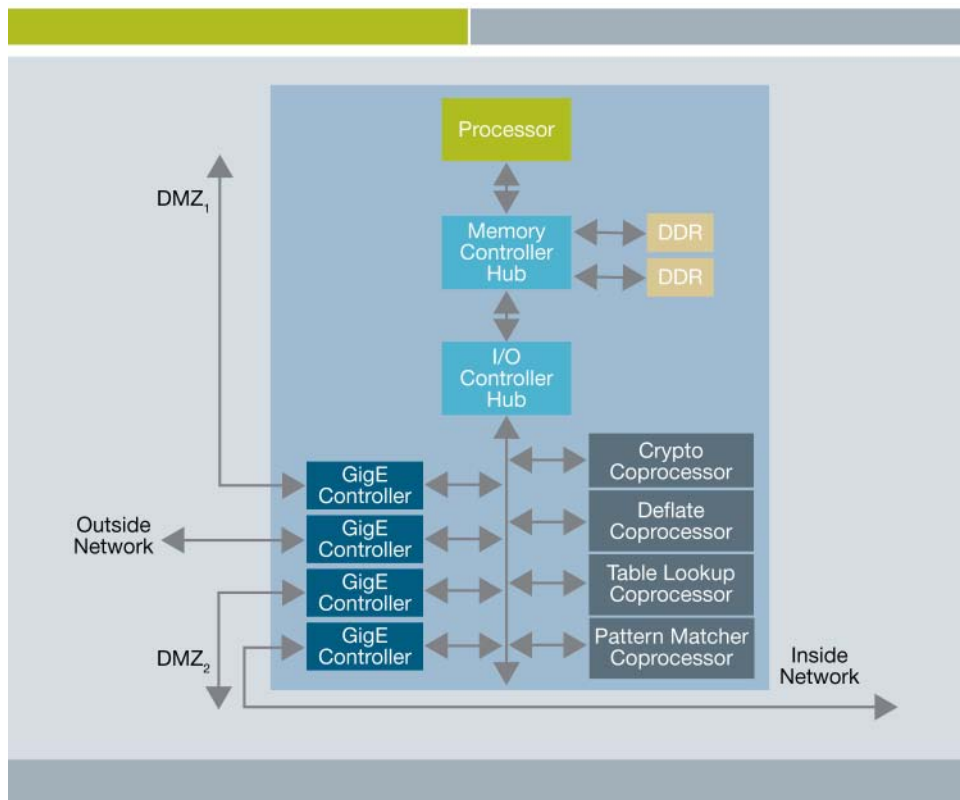 Processor
DMZ1
Memory
Controller
Hub
DDR
DDR
I/O
Controller
Hub
GigE
Controller
GigE
Controller
GigE
Controller
GigE
Controller
Crypto
Coprocessor
Deflate
Coprocessor
Table Lookup
Coprocessor
Pattern Matcher
Coprocessor
Outside
Network
DMZ2
Inside
Network